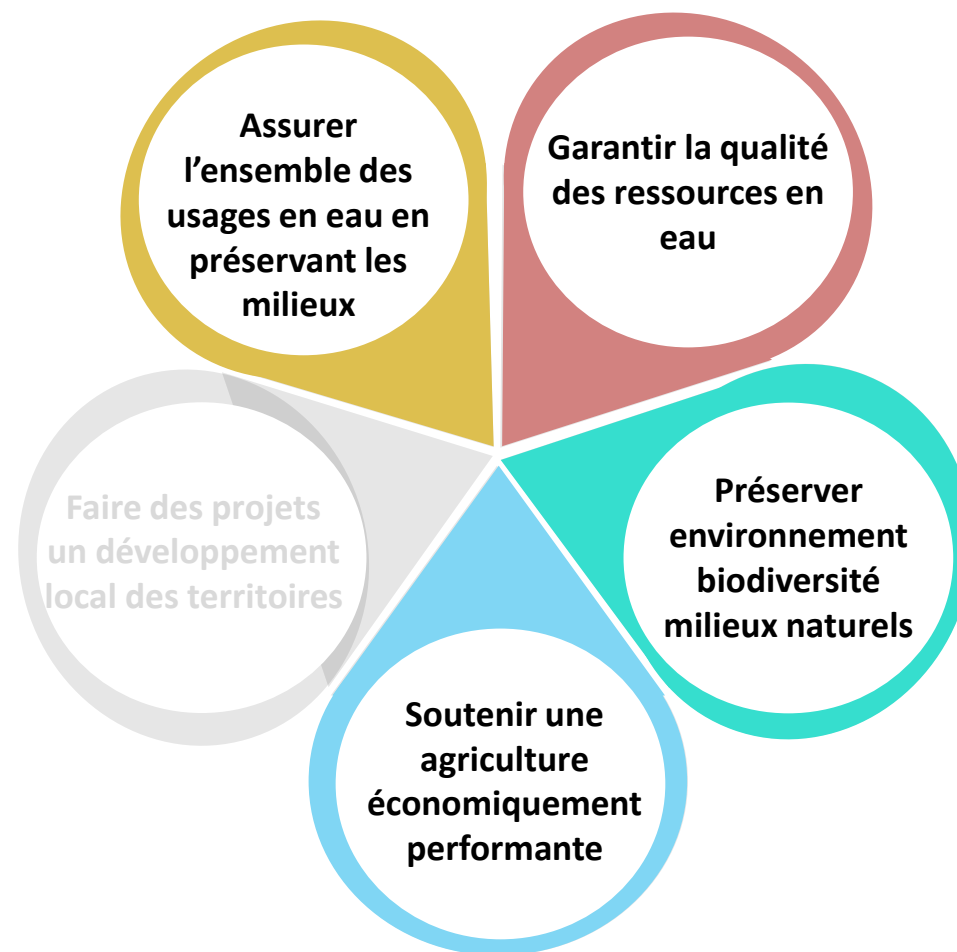 Assurer
l'ensemble des
usages en eau en
préservant les
milieux
Garantir la qualité
des ressources en
eau
Faire des projets
un développement
local des territoires
Préserver
environnement
biodiversité
milieux naturels
Soutenir une
agriculture
économiquement
performante